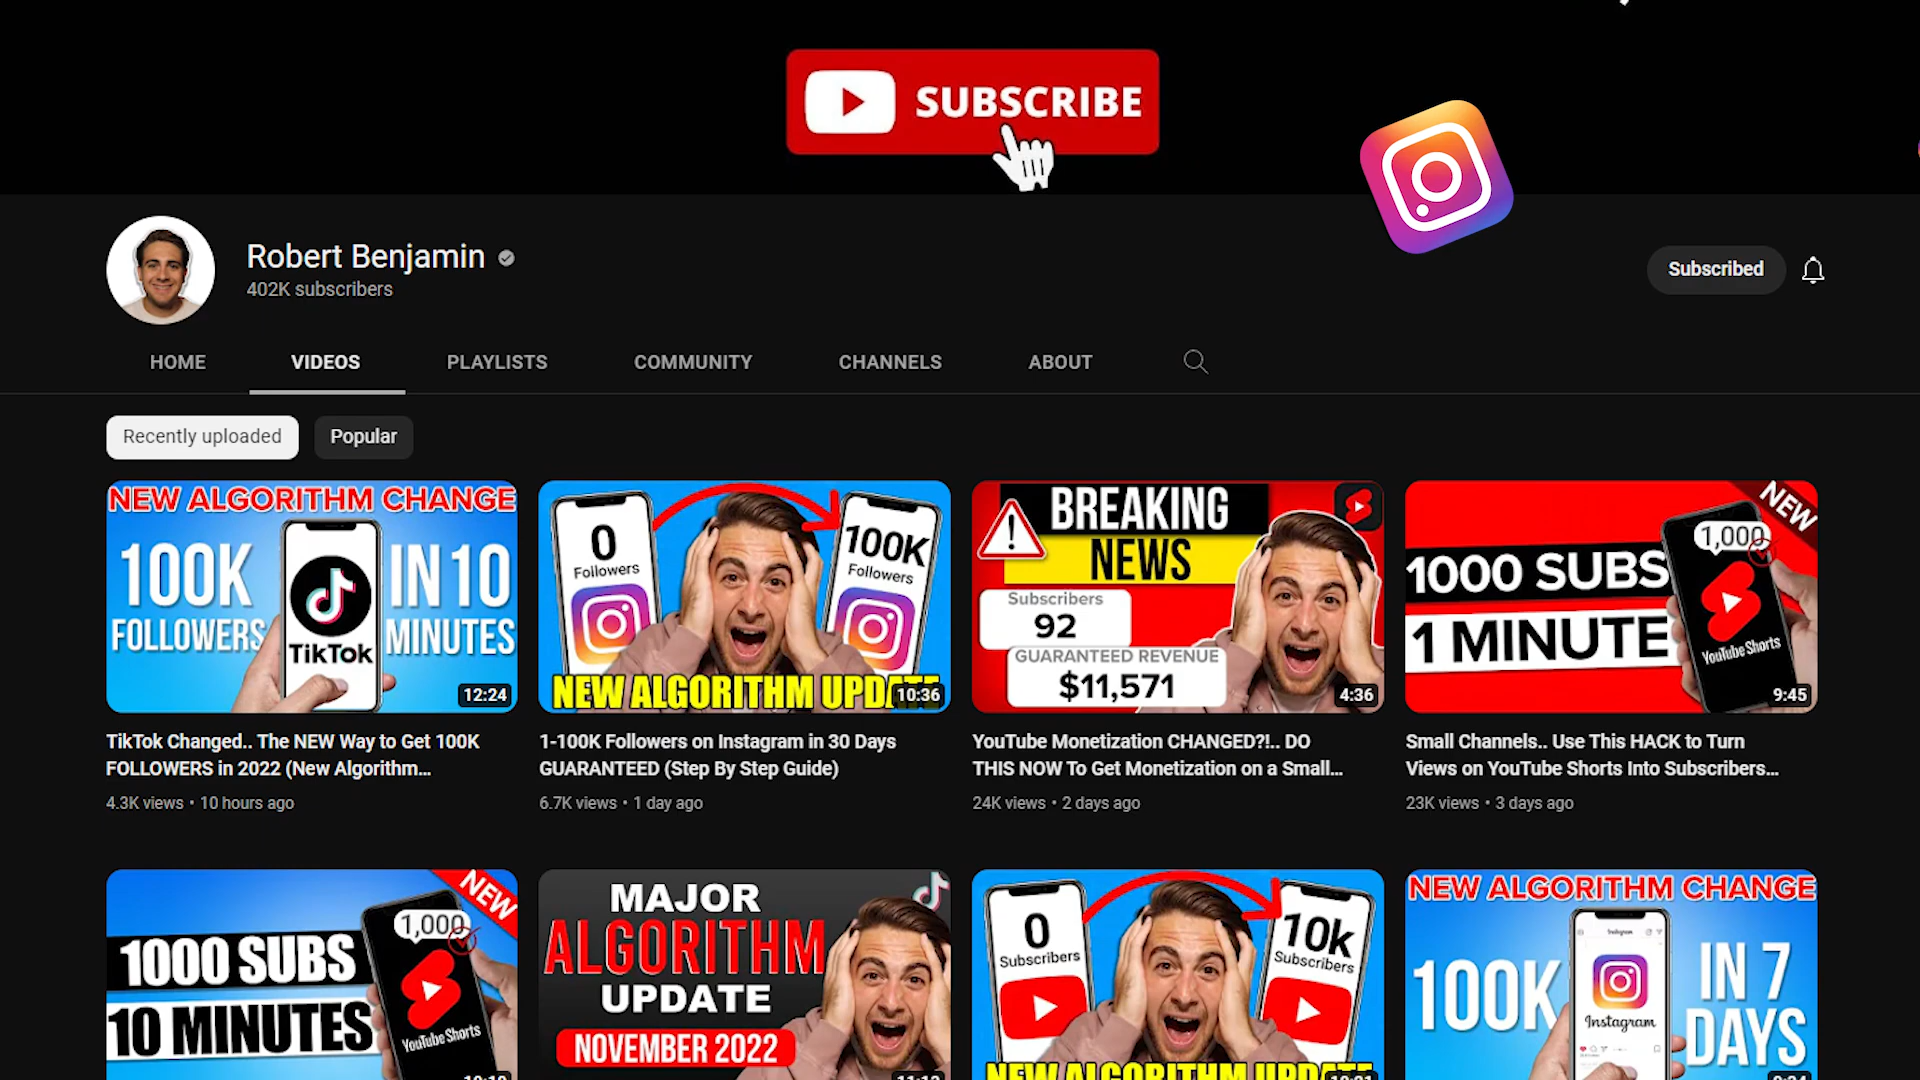 SUBSCRIBE
Robert Benjamin
402K subscribers
Subscribed
HOME VIDEOS PLAYLISTS COMMUNITY CHANNELS ABOUT
Recently uploaded Popular
NEW ALGORITHM CHANGE
100K
FOLLOWERS
TikTok
IN 10
MINUTES
12:24
0
Followers
100K
Followers
NEW ALGORITHM
10:36
BREAKING
NEWS
Subscribers
92
GUARANTEED REVENUE
$11,571
4:36
NEW
1,000
1000 SUBS
1 MINUTE
YouTube Shorts
9:45
TikTok Changed.. The NEW Way to Get 100K
FOLLOWERS in 2022 (New Algorithm...
4.3K views • 10 hours ago
1-100K Followers on Instagram in 30 Days
GUARANTEED (Step By Step Guide)
6.7K views • 1 day ago
YouTube Monetization CHANGED?!.. DO
THIS NOW To Get Monetization on a Small...
24K views • 2 days ago
Small Channels.. Use This HACK to Turn
Views on YouTube Shorts Into Subscribers...
23K views • 3 days ago
NEW
1,000
1000 SUBS
10 MINUTES
YouTube Shorts
MAJOR
ALGORITHM
UPDATE
NOVEMBER 2022
0
Subscribers
10k
Subscribers
NEW ALGORITHM
NEW ALGORITHM CHANGE
100K
Instagram
Instagram
IN 7
DAYS